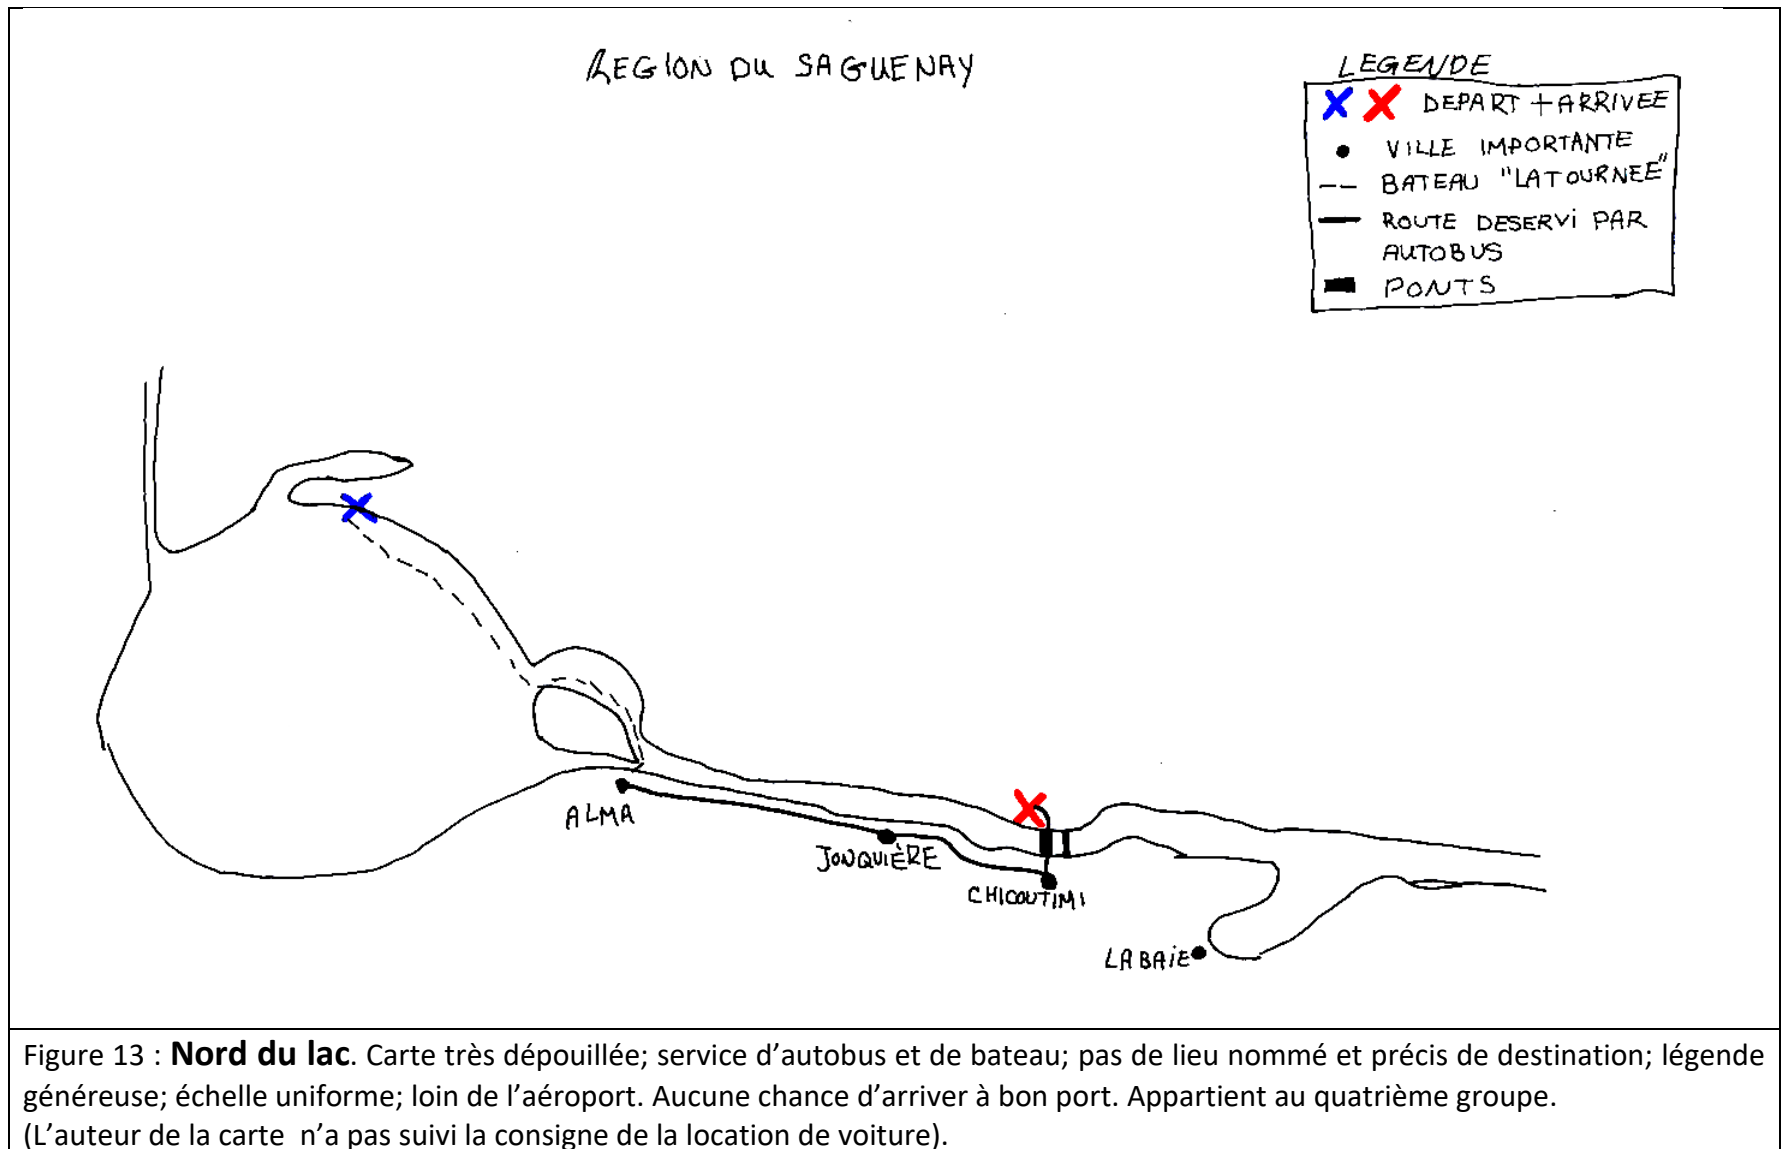 REGION DU SAGUENAY
LEGENDE
DEPART + ARRIVEE
VILLE IMPORTANTE
BATEAU "LATOURNEE"
ROUTE DESERVI PAR
AUTOBUS
PONTS
ALMA
JONQUIÈRE
CHICOUTIMI
LA BAIE
Figure 13 : Nord du lac. Carte très dépouillée; service d’autobus et de bateau; pas de lieu nommé et précis de destination; légende
généreuse; échelle uniforme; loin de l’aéroport. Aucune chance d’arriver à bon port. Appartient au quatrième groupe.
(L’auteur de la carte n’a pas suivi la consigne de la location de voiture).